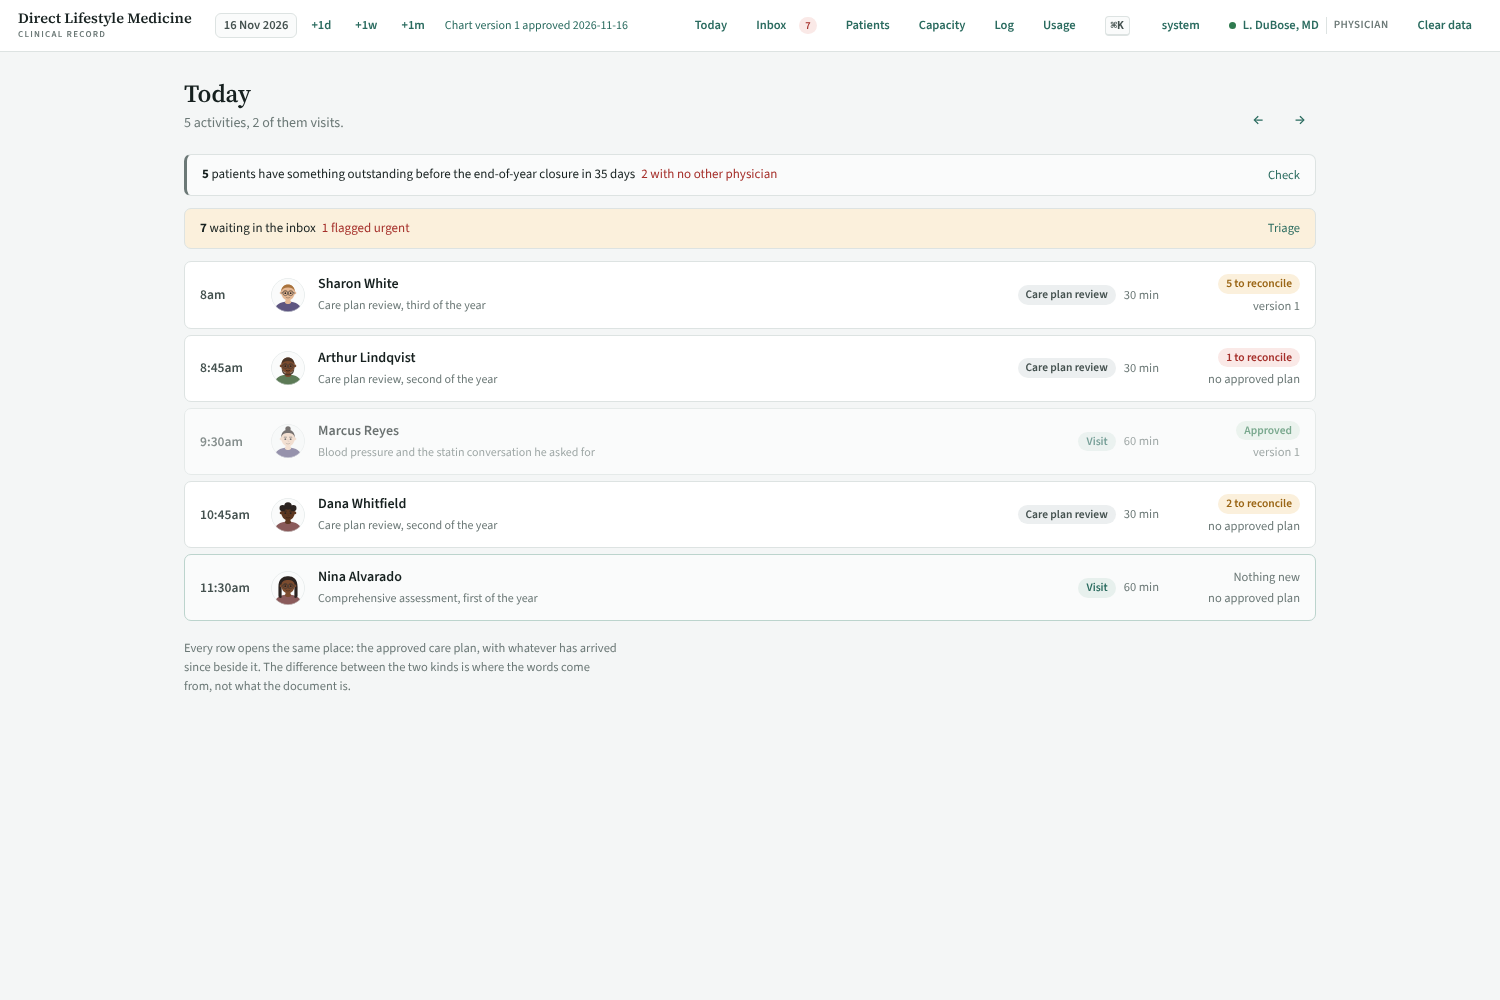 Direct Lifestyle Medicine
CLINICAL RECORD
16 Nov 2026 +1d +1w +1m Chart version 1 approved 2026-11-16 Today Inbox 7 Patients Capacity Log Usage ⌘K system L. DuBose, MD PHYSICIAN Clear data
Today
5 activities, 2 of them visits.
← →
5 patients have something outstanding before the end-of-year closure in 35 days 2 with no other physician Check
7 waiting in the inbox 1 flagged urgent Triage
8am Sharon White Care plan review 30 min 5 to reconcile
Care plan review, third of the year version 1
8:45am Arthur Lindqvist Care plan review 30 min 1 to reconcile
Care plan review, second of the year no approved plan
9:30am Marcus Reyes Visit 60 min Approved
Blood pressure and the statin conversation he asked for version 1
10:45am Dana Whitfield Care plan review 30 min 2 to reconcile
Care plan review, second of the year no approved plan
11:30am Nina Alvarado Visit 60 min Nothing new
Comprehensive assessment, first of the year no approved plan
Every row opens the same place: the approved care plan, with whatever has arrived
since beside it. The difference between the two kinds is where the words come
from, not what the document is.